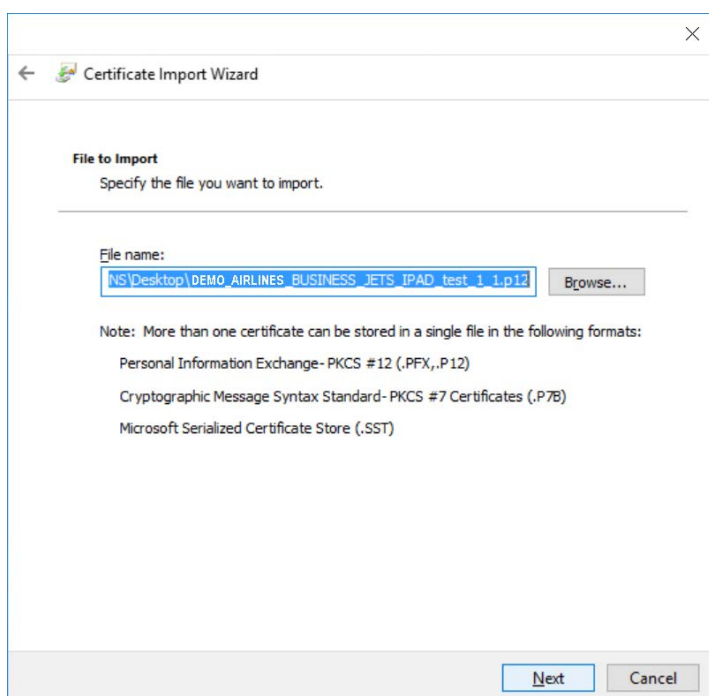 Certificate Import Wizard
File to Import
Specify the file you want to import.
File name:
NS\Desktop\DEMO_AIRLINES_BUSINESS_JETS_IPAD_test_1_1.p12
Browse...
Note: More than one certificate can be stored in a single file in the following formats:
Personal Information Exchange- PKCS #12 (.PFX,.P12)
Cryptographic Message Syntax Standard- PKCS #7 Certificates (.P7B)
Microsoft Serialized Certificate Store (.SST)
Next
Cancel